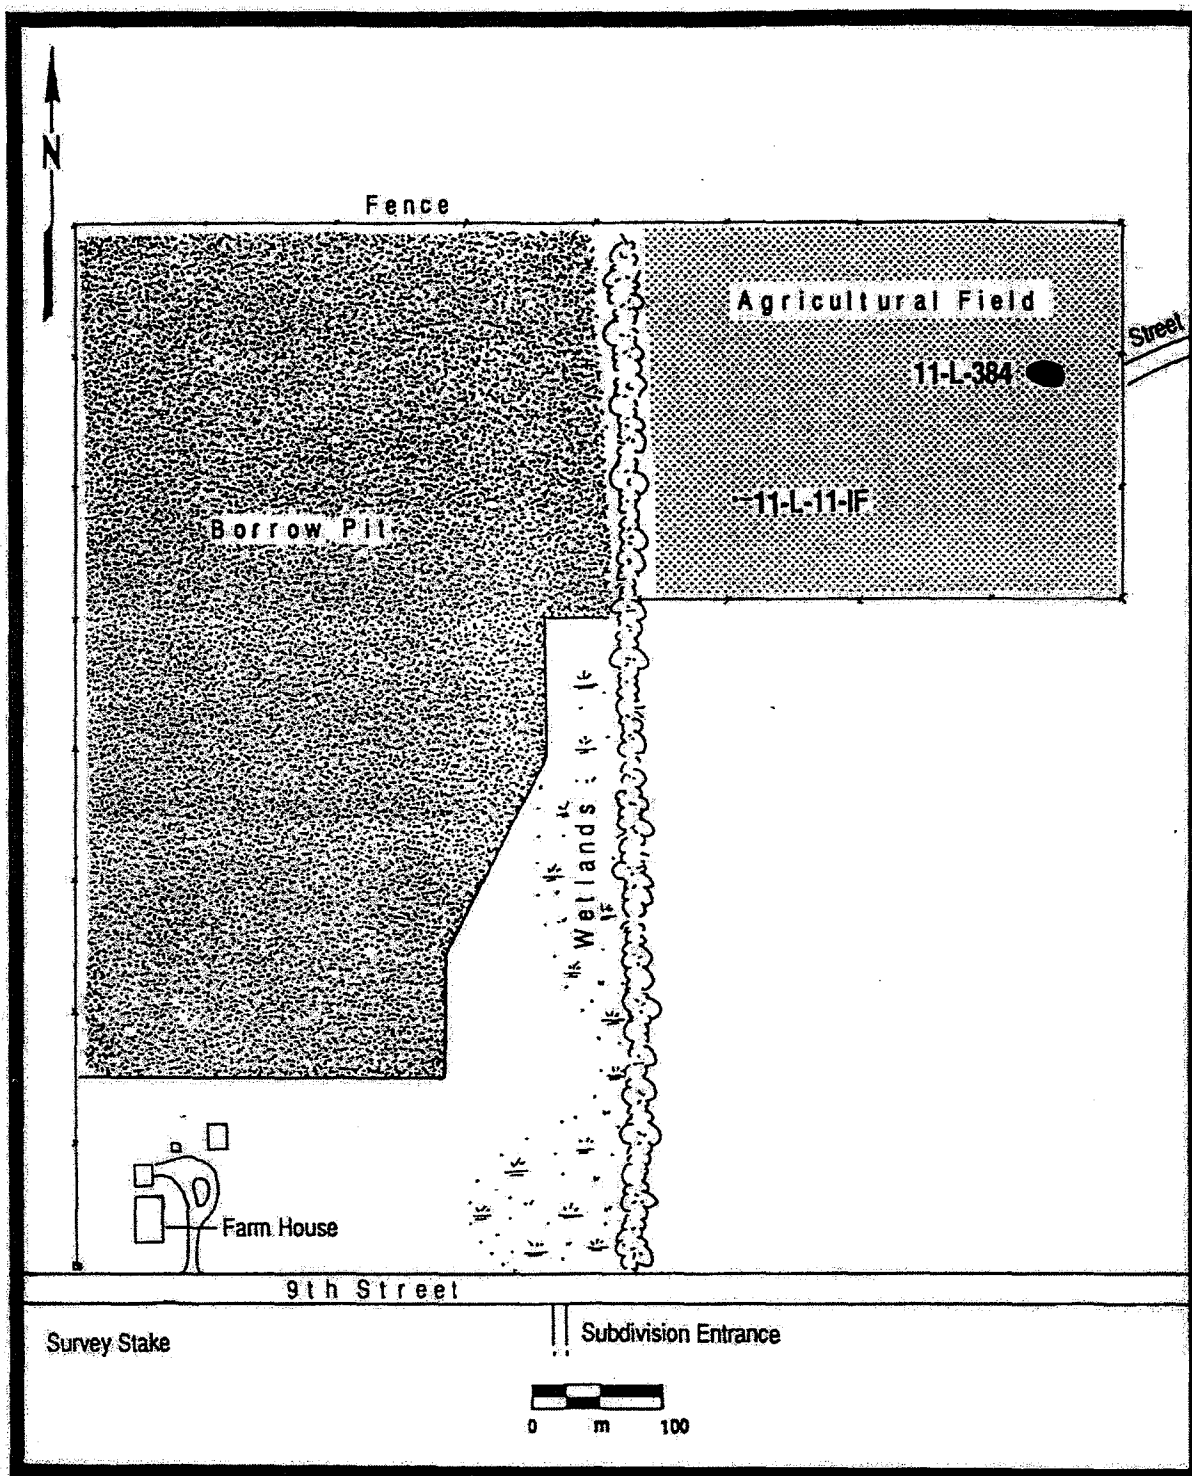 N
Fence
Agricultural Field
Street
11-L-384
11-L-11-IF
Borrow Pit
Wetlands
Farm House
9th Street
Survey Stake
Subdivision Entrance
0 m 100